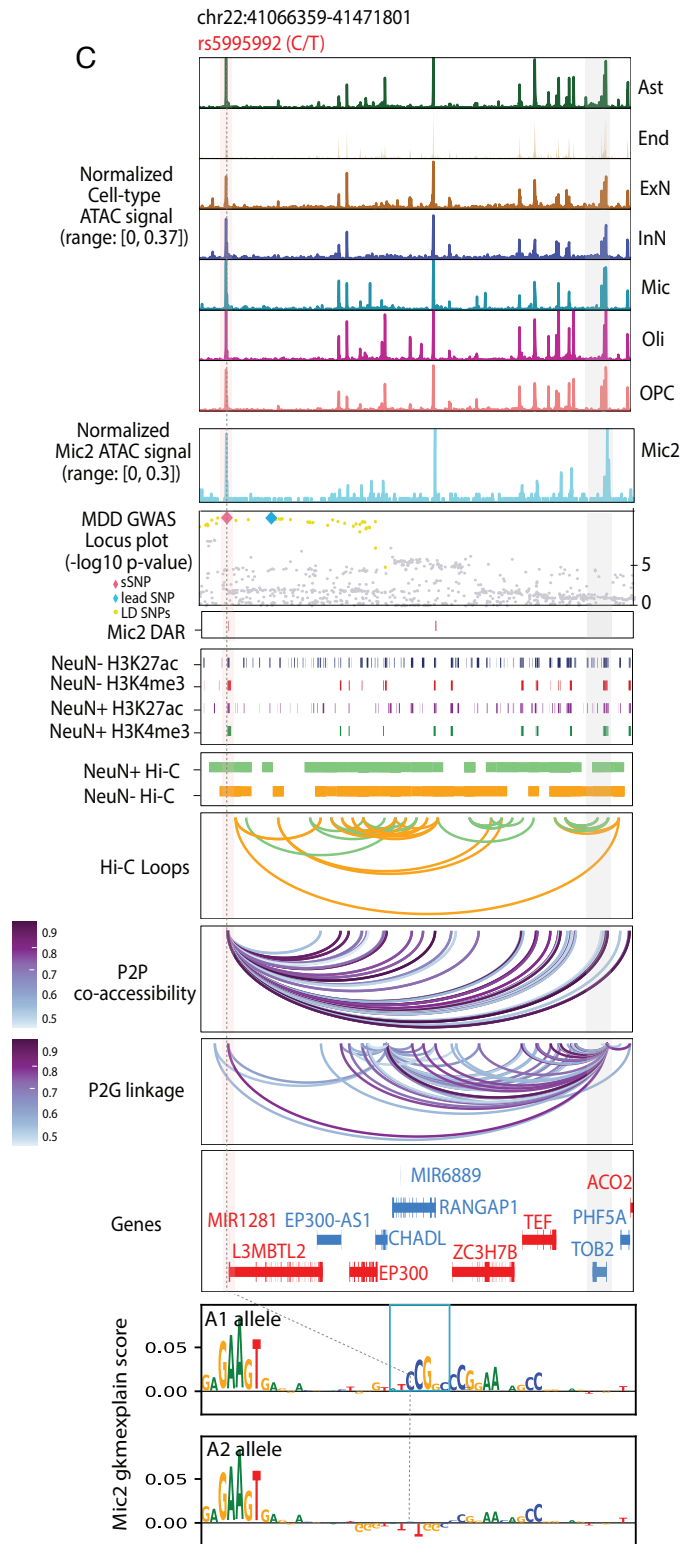 C
chr22:41066359-41471801
rs5995992 (C/T)
Normalized
Cell-type
ATAC signal
(range: [0, 0.37])
Ast
End
ExN
InN
Mic
Oli
OPC
Normalized
Mic2 ATAC signal
(range: [0, 0.3])
Mic2
MDD GWAS
Locus plot
(-log10 p-value)
sSNP
lead SNP
LD SNPs
5
0
Mic2 DAR
NeuN- H3K27ac
NeuN- H3K4me3
NeuN+ H3K27ac
NeuN+ H3K4me3
NeuN+ Hi-C
NeuN- Hi-C
Hi-C Loops
0.9
0.8
0.7
0.6
0.5
P2P
co-accessibility
0.9
0.8
0.7
0.6
0.5
P2G linkage
Genes
MIR6889
ACO2
RANGAP1
MIR1281
EP300-AS1
TEF
PHF5A
CHADL
L3MBTL2
ZC3H7B
TOB2
EP300
Mic2 gkmexplain score
A1 allele
0.05
0.00
A2 allele
0.05
0.00